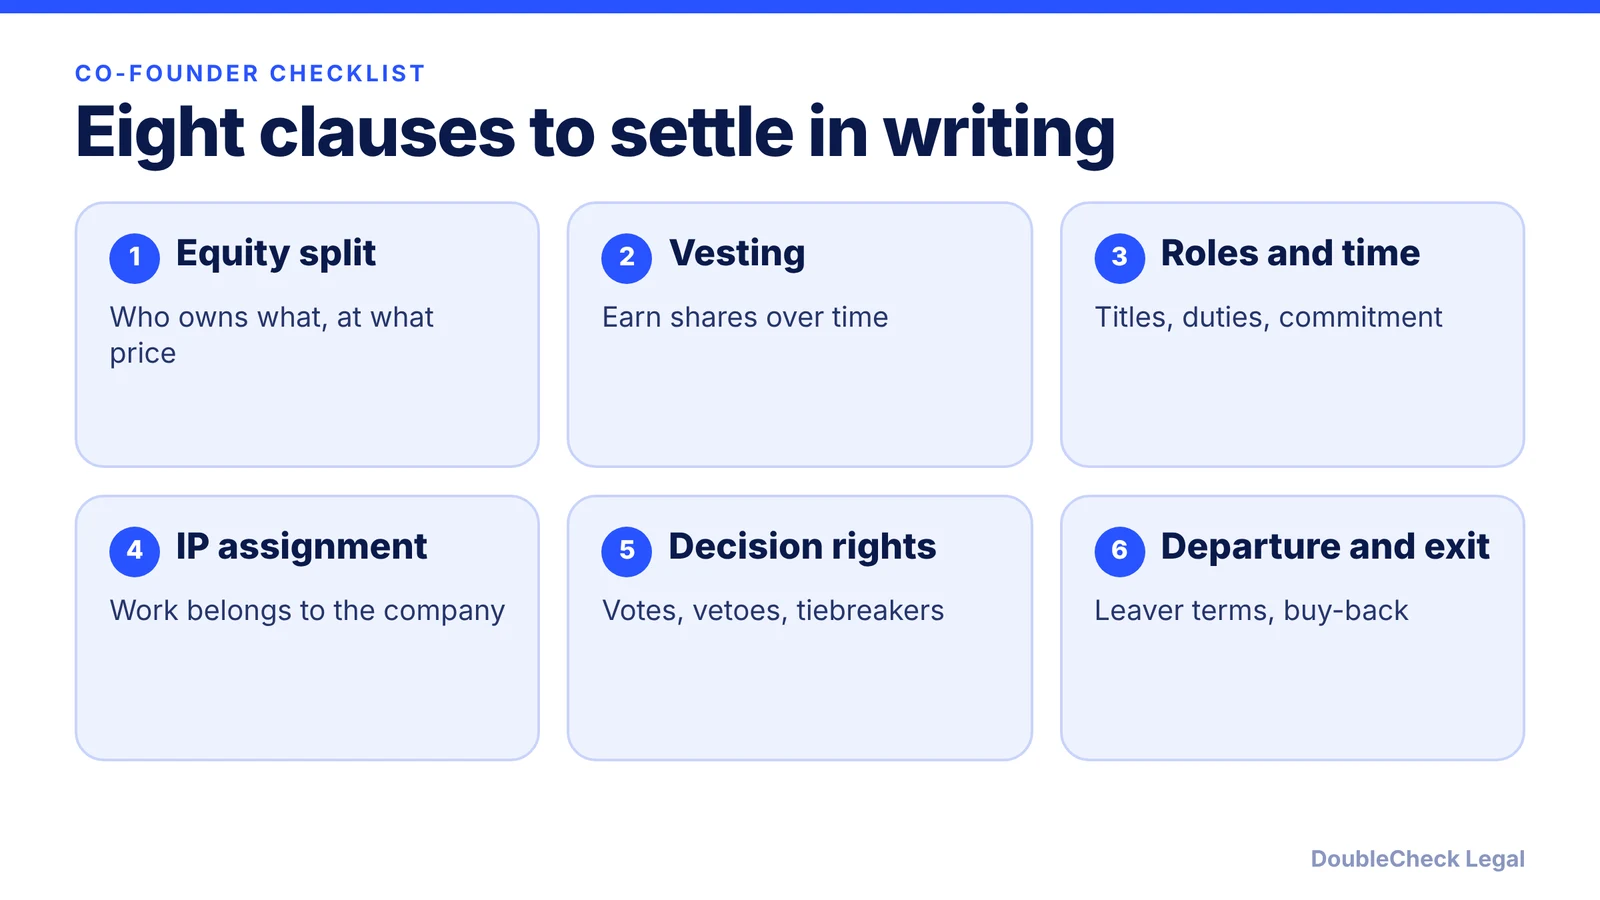 CO-FOUNDER CHECKLIST
Eight clauses to settle in writing
1 Equity split
Who owns what, at what
price
2 Vesting
Earn shares over time
3 Roles and time
Titles, duties, commitment
4 IP assignment
Work belongs to the company
5 Decision rights
Votes, vetoes, tiebreakers
6 Departure and exit
Leaver terms, buy-back
DoubleCheck Legal